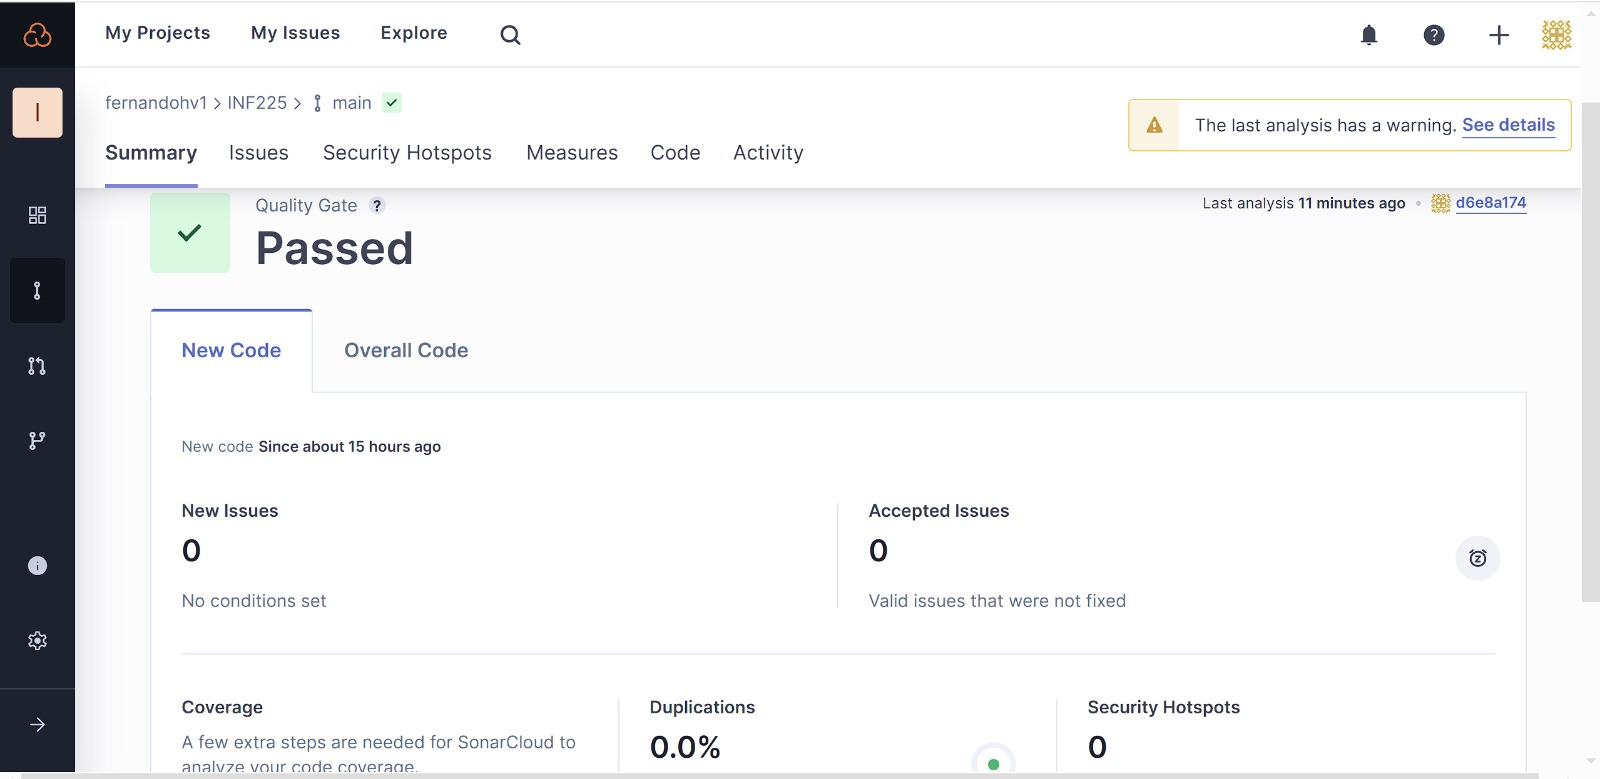 My Projects My Issues Explore
I
fernandohv1 > INF225 > main
The last analysis has a warning. See details
Summary Issues Security Hotspots Measures Code Activity
Quality Gate ?
Last analysis 11 minutes ago • d6e8a174
Passed
New Code Overall Code
New code Since about 15 hours ago
New Issues Accepted Issues
0 0
No conditions set Valid issues that were not fixed
Coverage Duplications Security Hotspots
A few extra steps are needed for SonarCloud to
0.0% 0
analyze your code coverage.